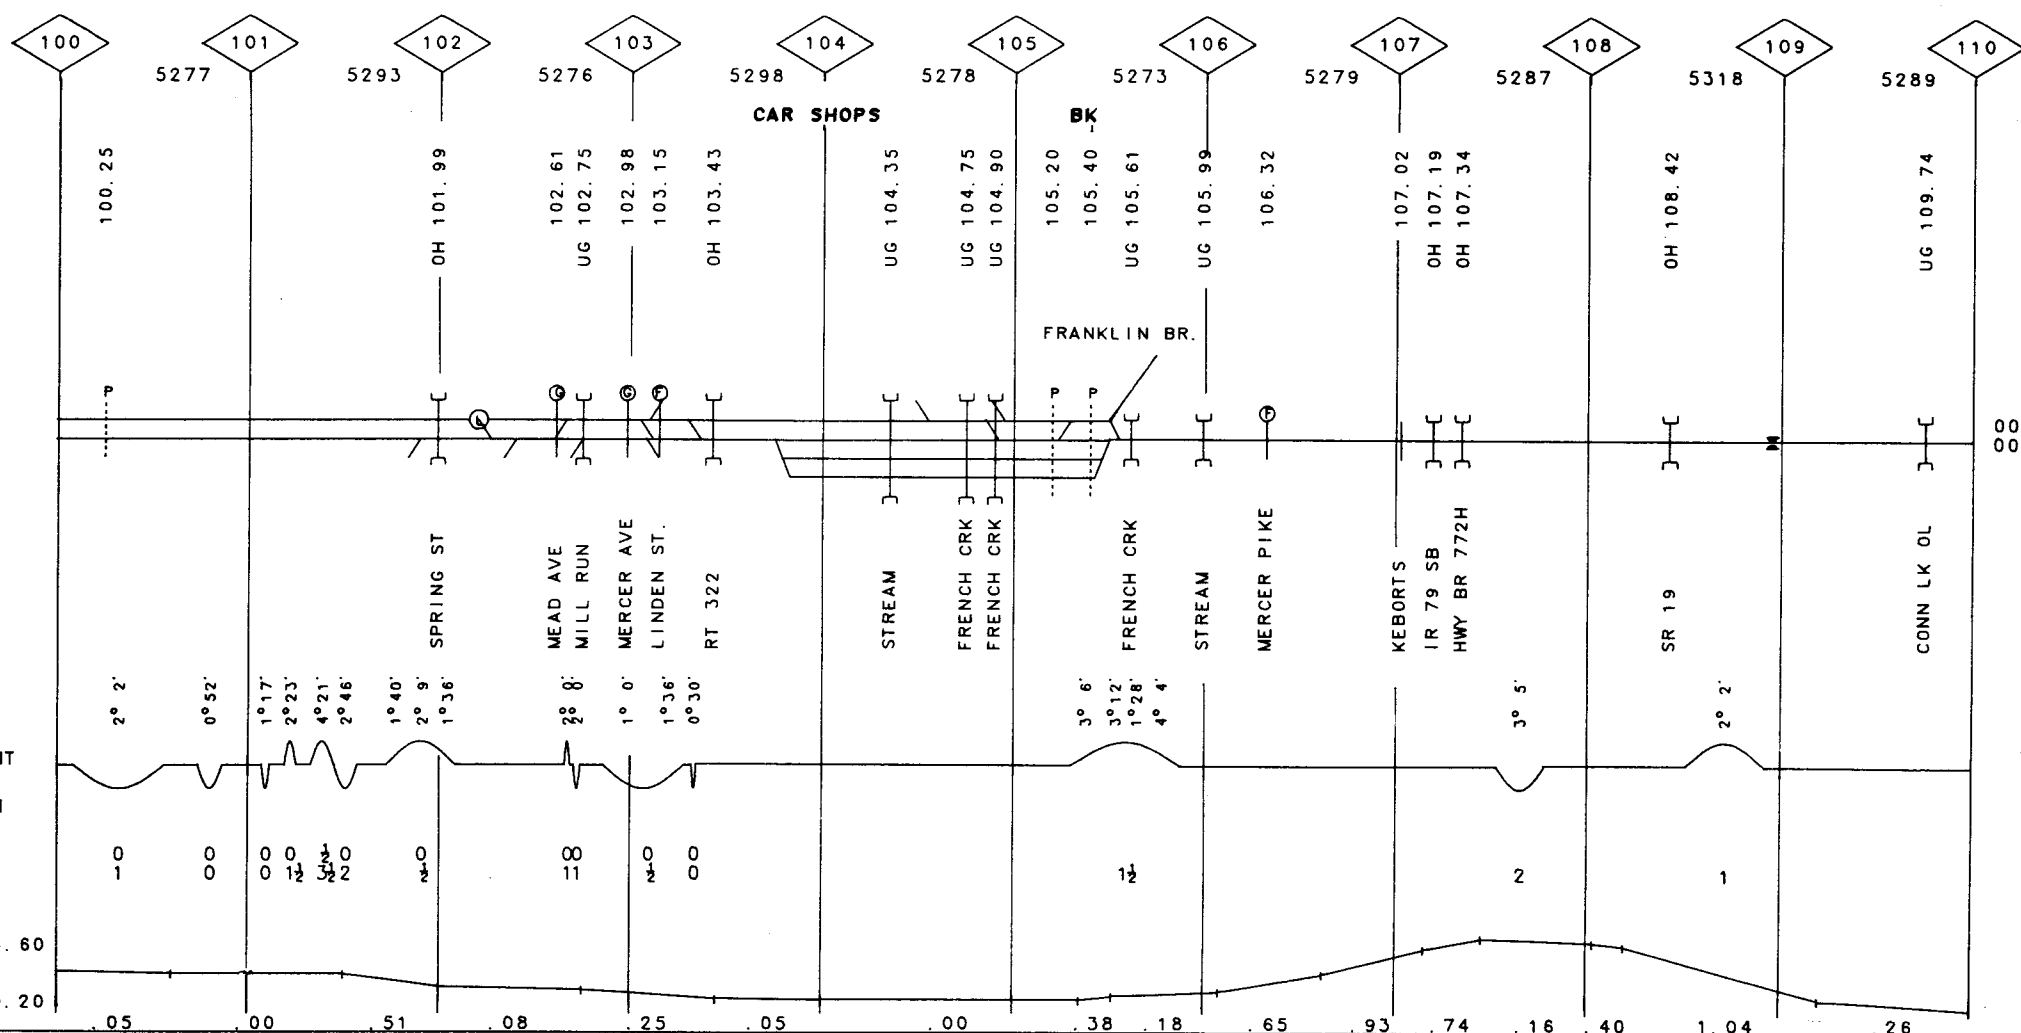 100 101 102 103 104 105 106 107 108 109 110
5277 5293 5276 5298 5278 5273 5279 5287 5318 5289
CAR SHOPS BK
100.25
OH 101.99
102.61
UG 102.75
102.98
103.15
OH 103.43
UG 104.35
UG 104.75
UG 104.90
105.20
105.40
UG 105.61
UG 105.99
106.32
107.02
OH 107.19
OH 107.34
OH 108.42
UG 109.74
FRANKLIN BR.
P G G F P P F
L
00
00
SPRING ST
MEAD AVE
MILL RUN
MERCER AVE
LINDEN ST.
RT 322
STREAM
FRENCH CRK
FRENCH CRK
FRENCH CRK
STREAM
MERCER PIKE
KEBORTS
IR 79 SB
HWY BR 772H
SR 19
CONN LK OL
2° 2'
0°52'
1°17'
2°23'
4°21'
2°46'
1°40'
2° 9'
1°36'
2° 0'
2° 0'
1° 0'
1°36'
0°30'
3° 6'
3°12'
1°28'
4° 4'
3° 5'
2° 2'
0 0 0 0 ½ 0 0 00 0 0
1 0 0 1½ 3½ 2 ½ 11 ½ 0 1½ 2 1
.60
.20
.05 .00 .51 .08 .25 .05 .00 .38 .18 .65 .93 .74 .16 .40 1.04 .26